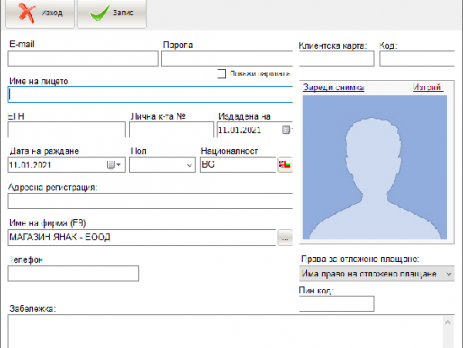 Изход Запис
E-mail Парола Клиентска карта: Код:
Покажи паролата
Име на лицето Зареди снимка Изтрий
ЕГН Лична к-та № Издадена на
11.01.2021
Дата на раждане Пол Националност
11.01.2021 BG
Адресна регистрация:
Име на фирма (F9)
МАГАЗИН ЯНАК - ЕООД ...
Телефон Права за отложено плащане:
Има право на отложено плащане
Пин код:
Забележка: